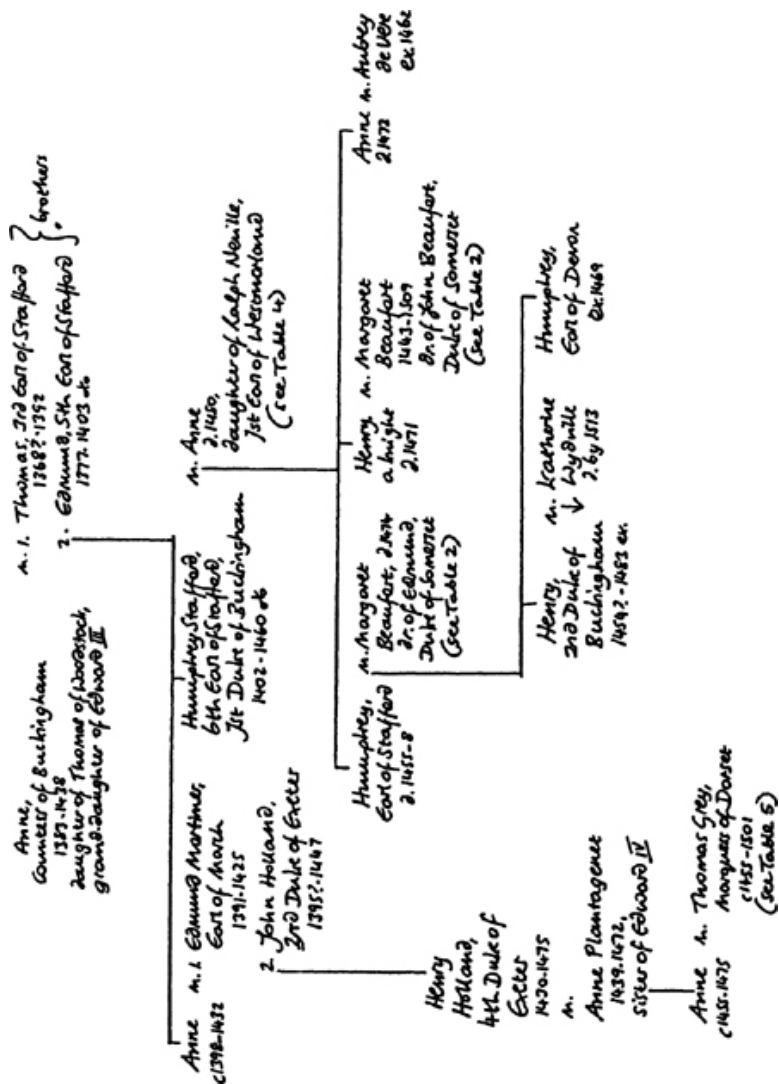 Anne,
Countess of Buckingham
1383-1438
daughter of Thomas of Woodstock,
grand-daughter of Edward III
m. 1. Thomas, 3rd Earl of Stafford
1368?-1392
2. Edmund, 5th Earl of Stafford
1377-1403 ob
} brothers
Anne
c1398-1432
m. 1. Edmund Mortimer,
Earl of March
1391-1425
2. John Holland,
2nd Duke of Exeter
1395?-1447
Humphrey Stafford,
6th Earl of Stafford,
1st Duke of Buckingham
1402-1460
m. Anne
d.1480,
daughter of Ralph Neville,
1st Earl of Westmorland
(see Table 4)
Henry
Holland,
4th Duke of
Exeter
1430-1475
m.
Anne Plantagenet
1439-1472,
sister of Edward IV
Humphrey,
Earl of Stafford
d.1455-8
m. Margaret
Beaufort, d.1474
dr. of Edmund,
Duke of Somerset
(see Table 2)
Henry
a knight
d.1471
m. Margaret
Beaufort
1443-1509
dr. of John Beaufort,
Duke of Somerset
(see Table 2)
Anne
d.1472
m. Aubrey
de Vere
ex.1462
Anne
c1455-1475
m. Thomas Grey,
Marquess of Dorset
c1455-1501
(see Table 5)
Henry,
2nd Duke of
Buckingham
1454?-1483 ex.
m. Katherine
Wydville
d. by 1513
Humphrey,
Earl of Devon
ex.1469